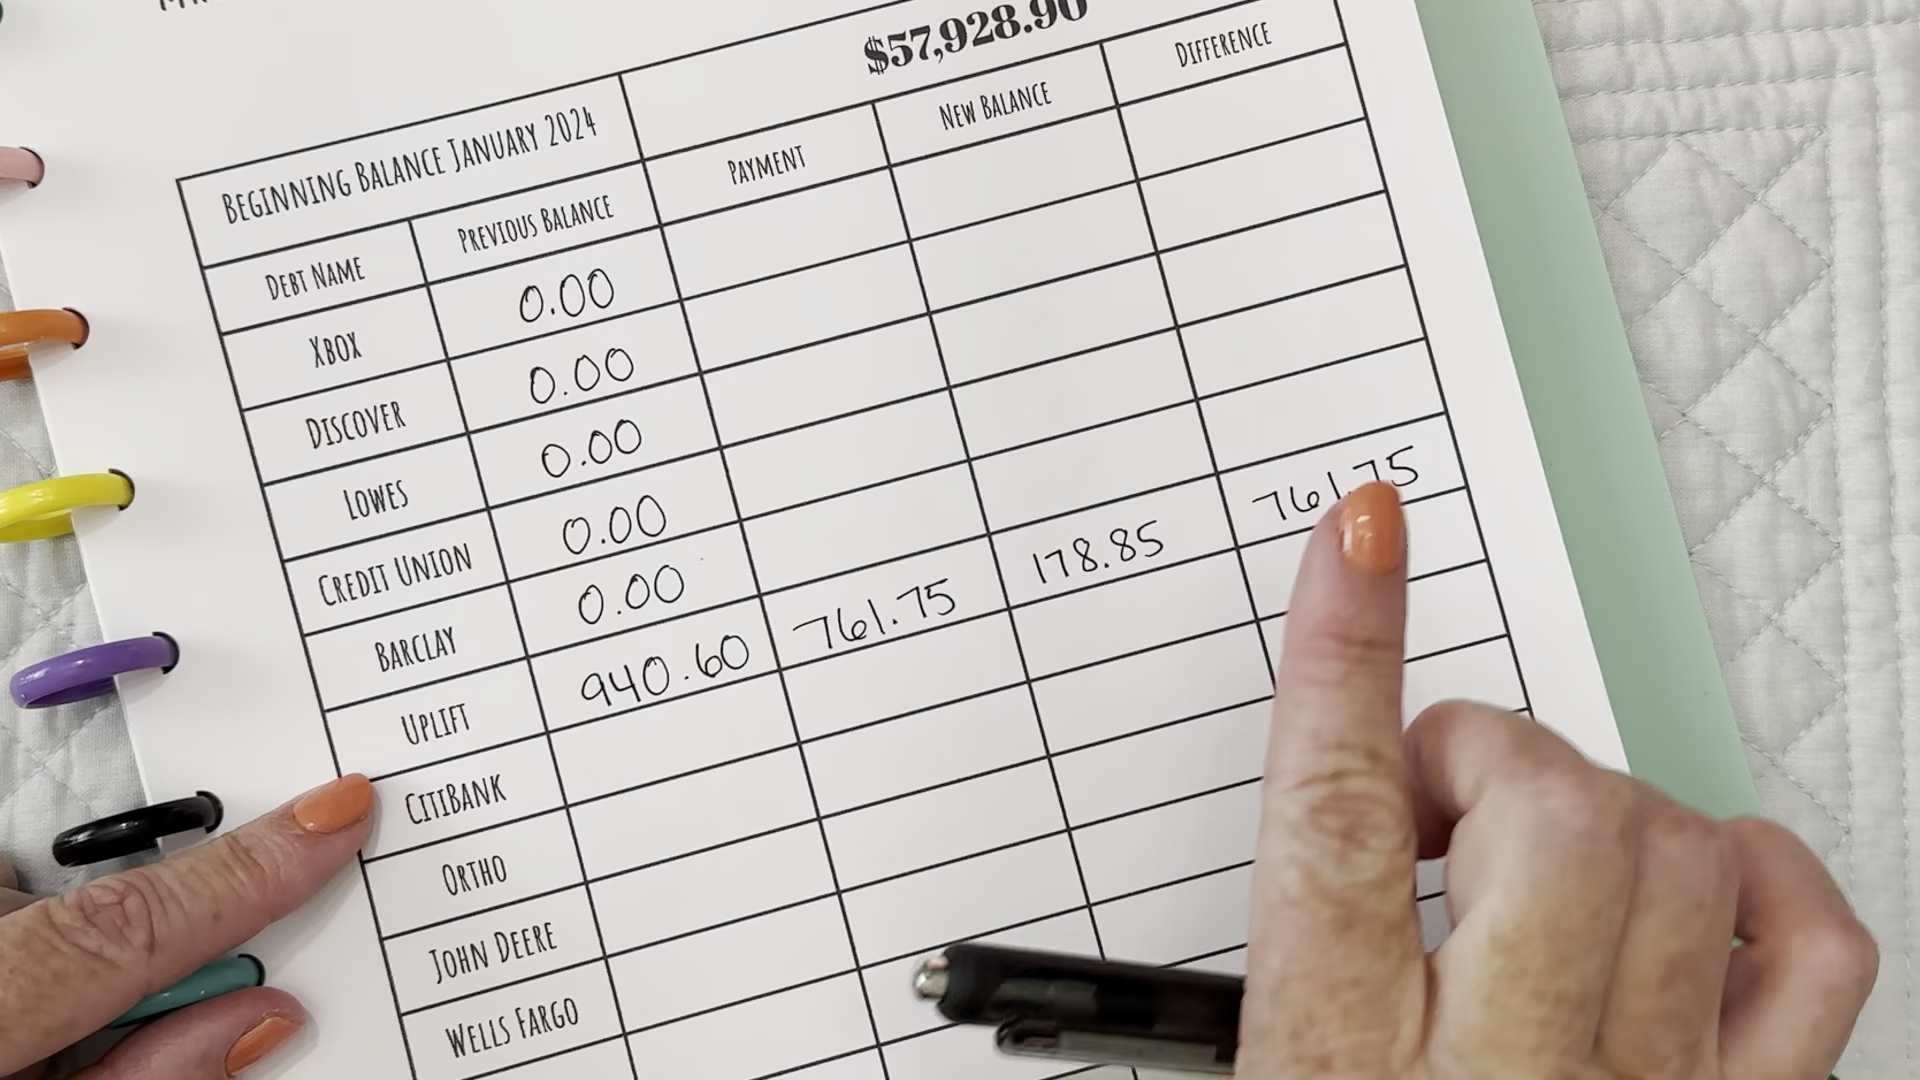 $57,928.90
Beginning Balance January 2024
Debt Name Previous Balance Payment New Balance Difference
Xbox 0.00
Discover 0.00
Lowes 0.00
Credit Union 0.00
Barclay 0.00
Uplift 940.60 761.75 178.85 761.75
CitiBank
Ortho
John Deere
Wells Fargo